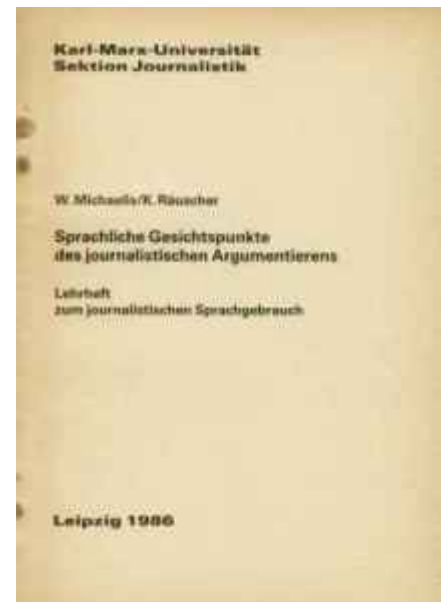 Karl-Marx-Universität
Sektion Journalistik
W. Michaelis/K. Räuscher
Sprachliche Gesichtspunkte
des journalistischen Argumentierens
Lehrheft
zum journalistischen Sprachgebrauch
Leipzig 1986